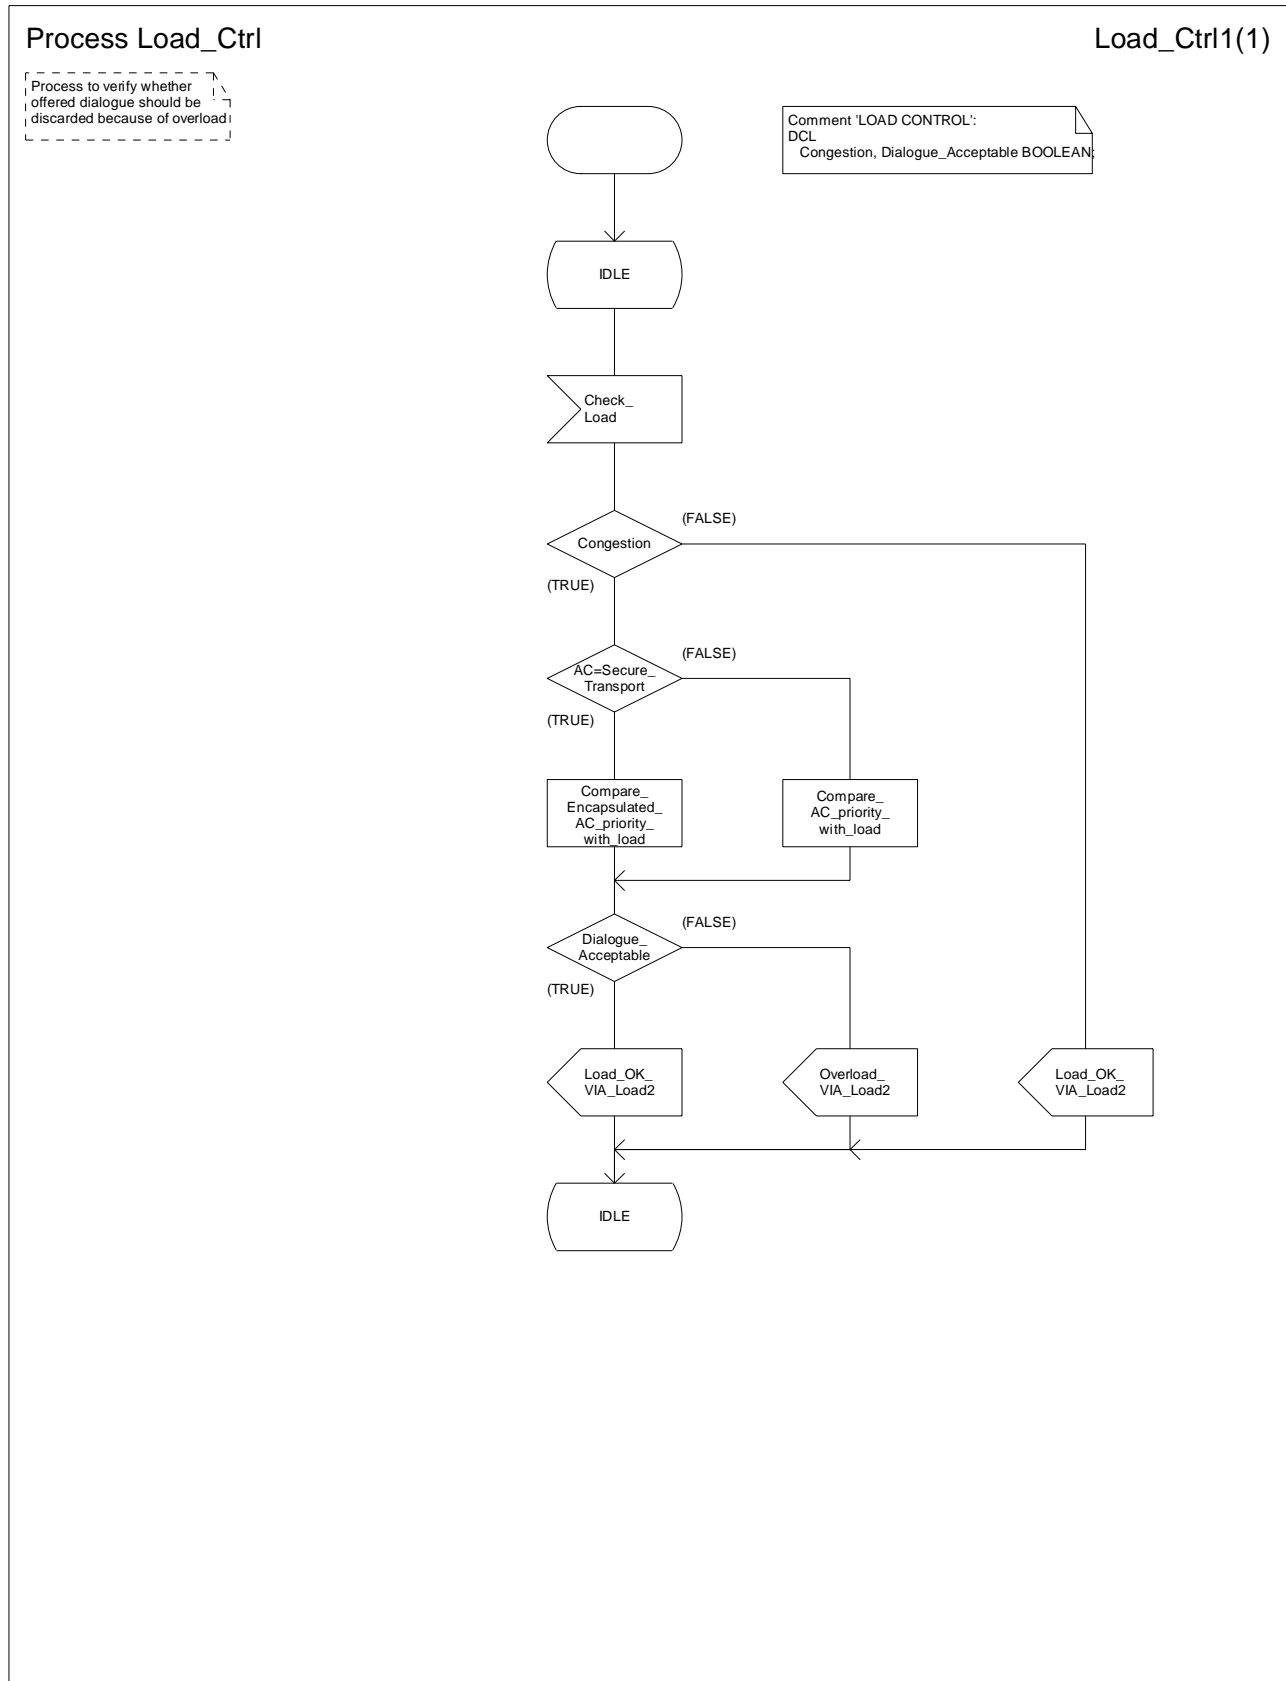 Process Load_Ctrl
Load_Ctrl1(1)
Process to verify whether
offered dialogue should be
discarded because of overload
Comment 'LOAD CONTROL':
DCL
Congestion, Dialogue_Acceptable BOOLEAN;
IDLE
Check_
Load
(FALSE)
Congestion
(TRUE)
(FALSE)
AC=Secure_
Transport
(TRUE)
Compare_
Encapsulated_
AC_priority_
with_load
Compare_
AC_priority_
with_load
(FALSE)
Dialogue_
Acceptable
(TRUE)
Load_OK_
VIA_Load2
Overload_
VIA_Load2
Load_OK_
VIA_Load2
IDLE